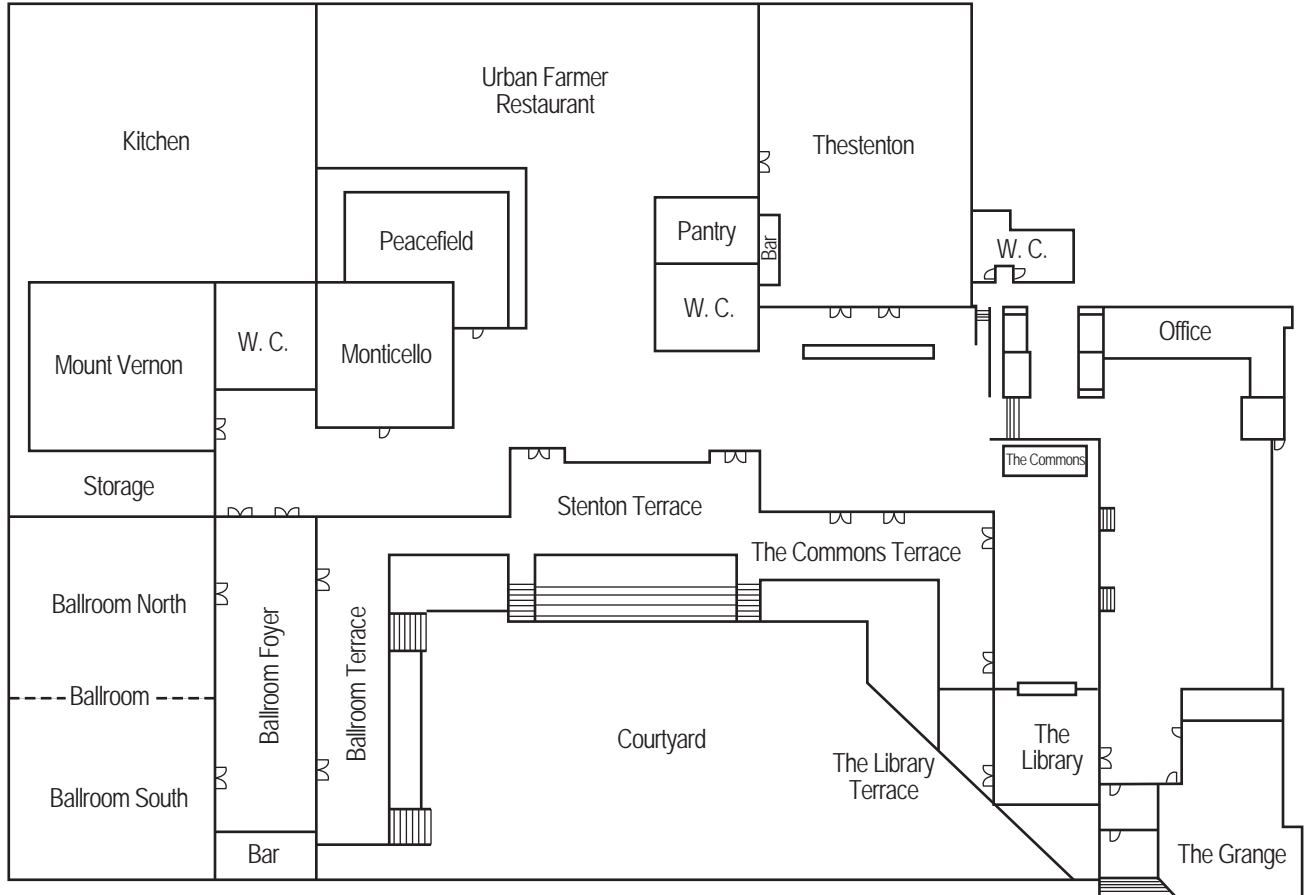 Urban Farmer
Restaurant
Kitchen
Thestenton
Peacefield
Pantry
Bar
W. C.
W. C.
W. C.
Monticello
Mount Vernon
Office
The Commons
Storage
Stenton Terrace
The Commons Terrace
Ballroom North
Ballroom Foyer
Ballroom Terrace
Ballroom
Courtyard
The
Library
The Library
Terrace
Ballroom South
Bar
The Grange